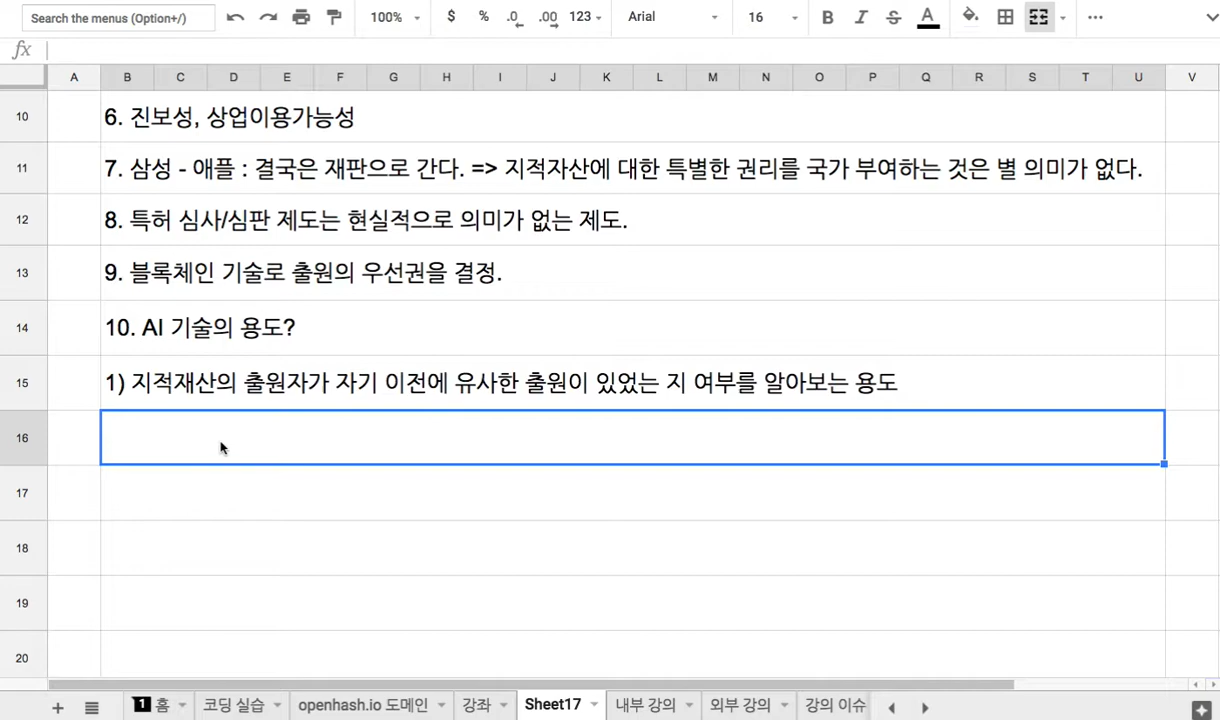 Search the menus (Option+/) 100% $ % .0 .00 123 Arial 16 B I S A
fx
A B C D E F G H I J K L M N O P Q R S T U V
10 6. 진보성, 상업이용가능성
11 7. 삼성 - 애플 : 결국은 재판으로 간다. => 지적자산에 대한 특별한 권리를 국가 부여하는 것은 별 의미가 없다.
12 8. 특허 심사/심판 제도는 현실적으로 의미가 없는 제도.
13 9. 블록체인 기술로 출원의 우선권을 결정.
14 10. AI 기술의 용도?
15 1) 지적재산의 출원자가 자기 이전에 유사한 출원이 있었는 지 여부를 알아보는 용도
16
17
18
19
20
1 홈 코딩 실습 openhash.io 도메인 강좌 Sheet17 내부 강의 외부 강의 강의 이슈